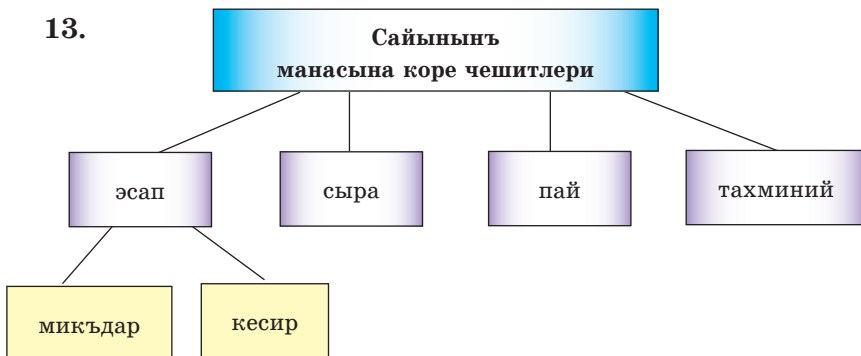 13.
Сайынынъ
манасына коре чешитлери
эсап
сыра
пай
тахминий
микъдар
кесир